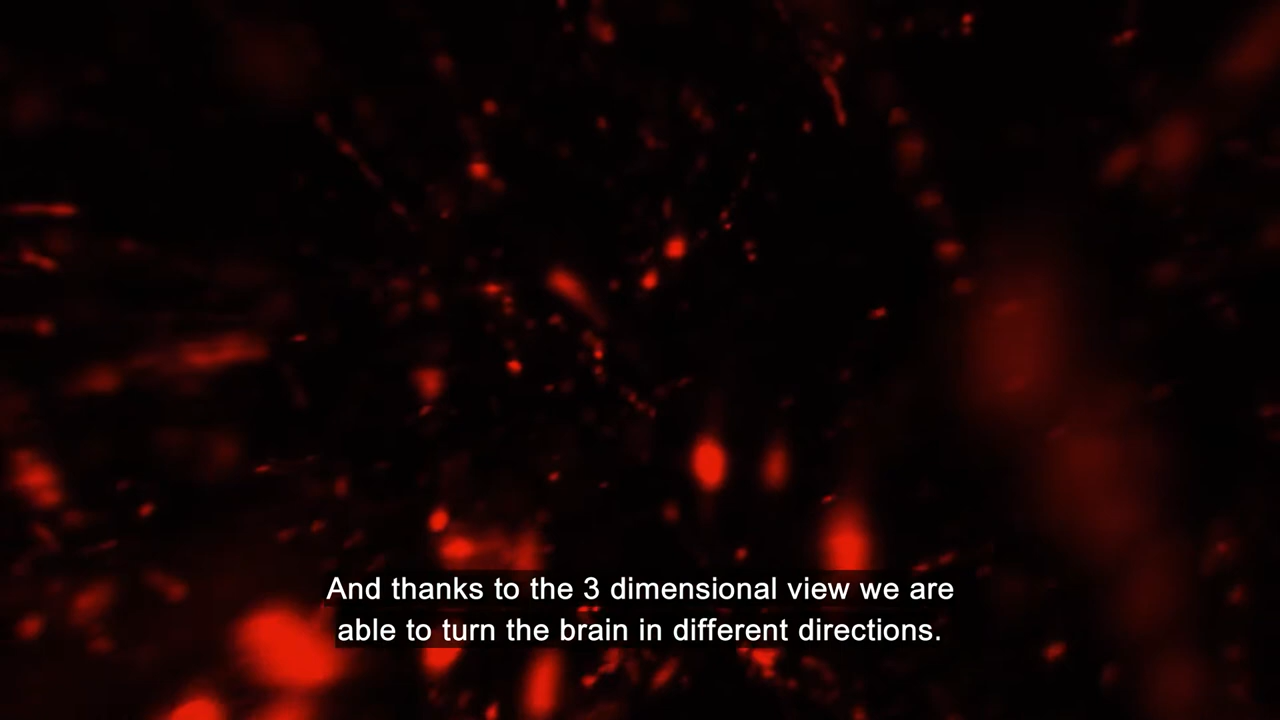 And thanks to the 3 dimensional view we are
able to turn the brain in different directions.